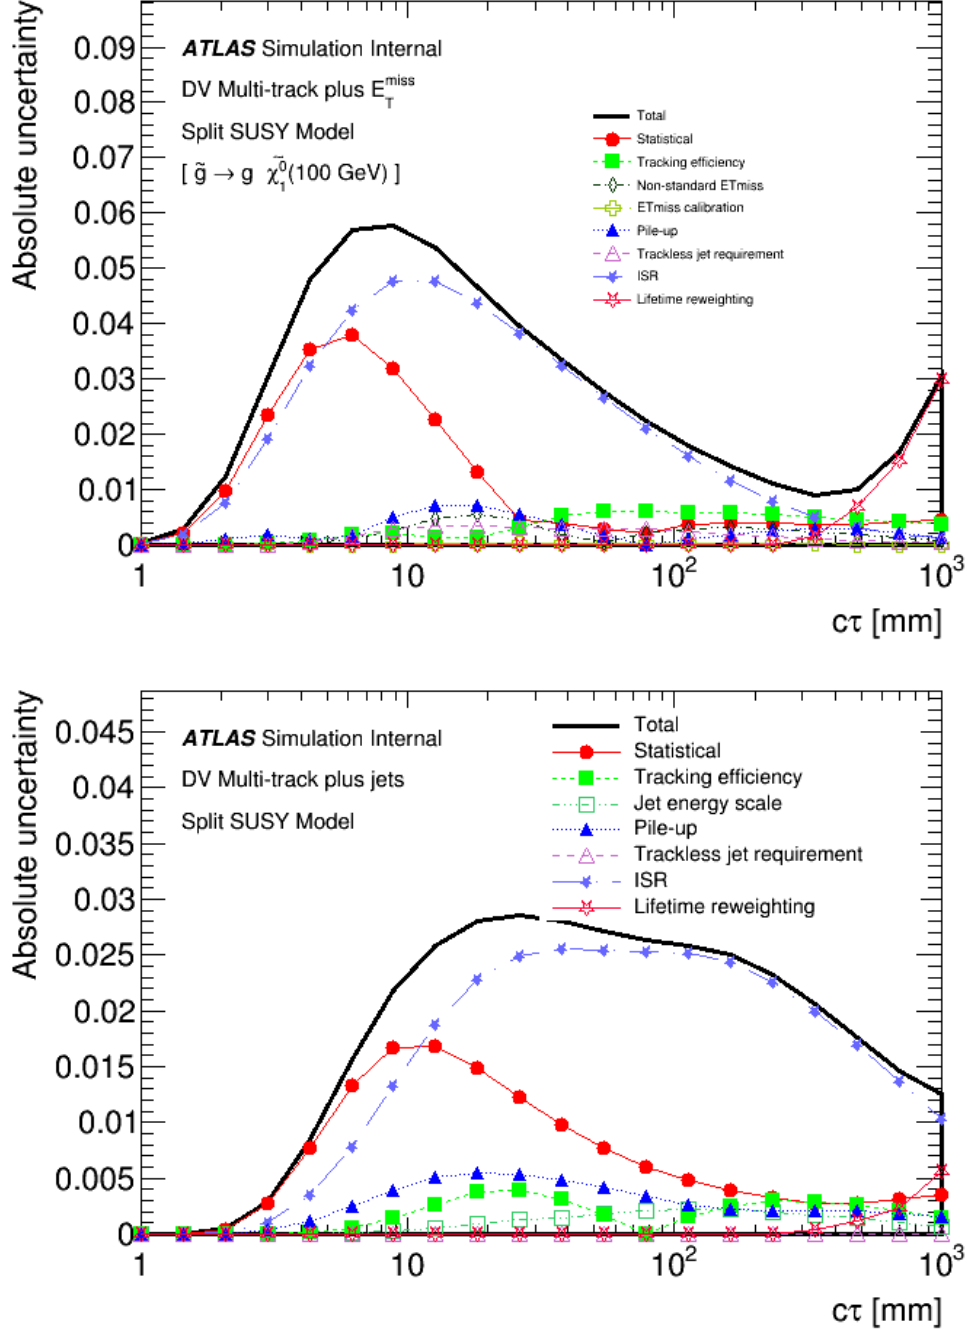 Absolute uncertainty
0.09
0.08
0.07
0.06
0.05
0.04
0.03
0.02
0.01
0
ATLAS Simulation Internal
DV Multi-track plus E_T^miss
Split SUSY Model
[ g̃ → g χ̃₁⁰(100 GeV) ]
Total
Statistical
Tracking efficiency
Non-standard ETmiss
ETmiss calibration
Pile-up
Trackless jet requirement
ISR
Lifetime reweighting
1 10 10² 10³
cτ [mm]
Absolute uncertainty
0.045
0.04
0.035
0.03
0.025
0.02
0.015
0.01
0.005
0
ATLAS Simulation Internal
DV Multi-track plus jets
Split SUSY Model
Total
Statistical
Tracking efficiency
Jet energy scale
Pile-up
Trackless jet requirement
ISR
Lifetime reweighting
1 10 10² 10³
cτ [mm]